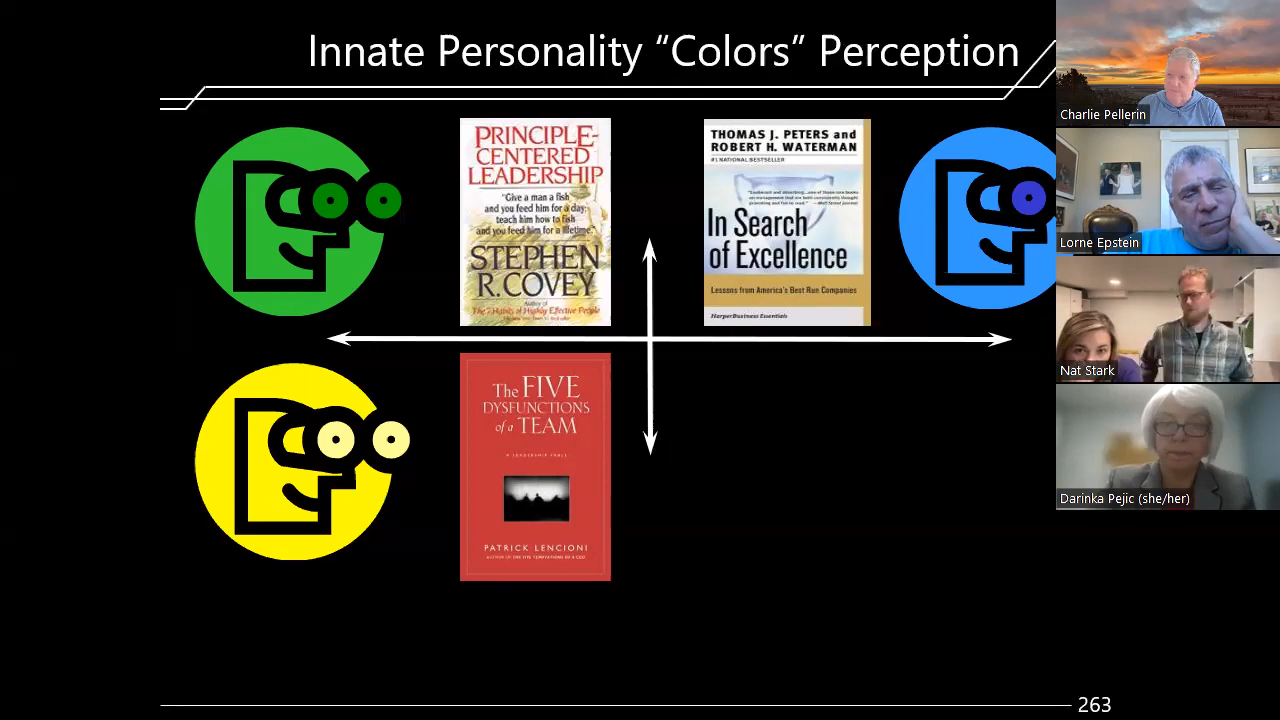 Innate Personality “Colors” Perception
PRINCIPLE-
CENTERED
LEADERSHIP
"Give a man a fish
and you feed him for a day;
teach him how to fish
and you feed him for a lifetime."
STEPHEN
R. COVEY
Author of
The 7 Habits of Highly Effective People
THOMAS J. PETERS and
ROBERT H. WATERMAN
#1 NATIONAL BESTSELLER
In Search
of Excellence
Lessons from America's Best Run Companies
HarperBusiness Essentials
The FIVE
DYSFUNCTIONS
of a TEAM
A LEADERSHIP FABLE
PATRICK LENCIONI
AUTHOR OF THE FIVE TEMPTATIONS OF A CEO
263
Charlie Pellerin
Lorne Epstein
Nat Stark
Darinka Pejic (she/her)